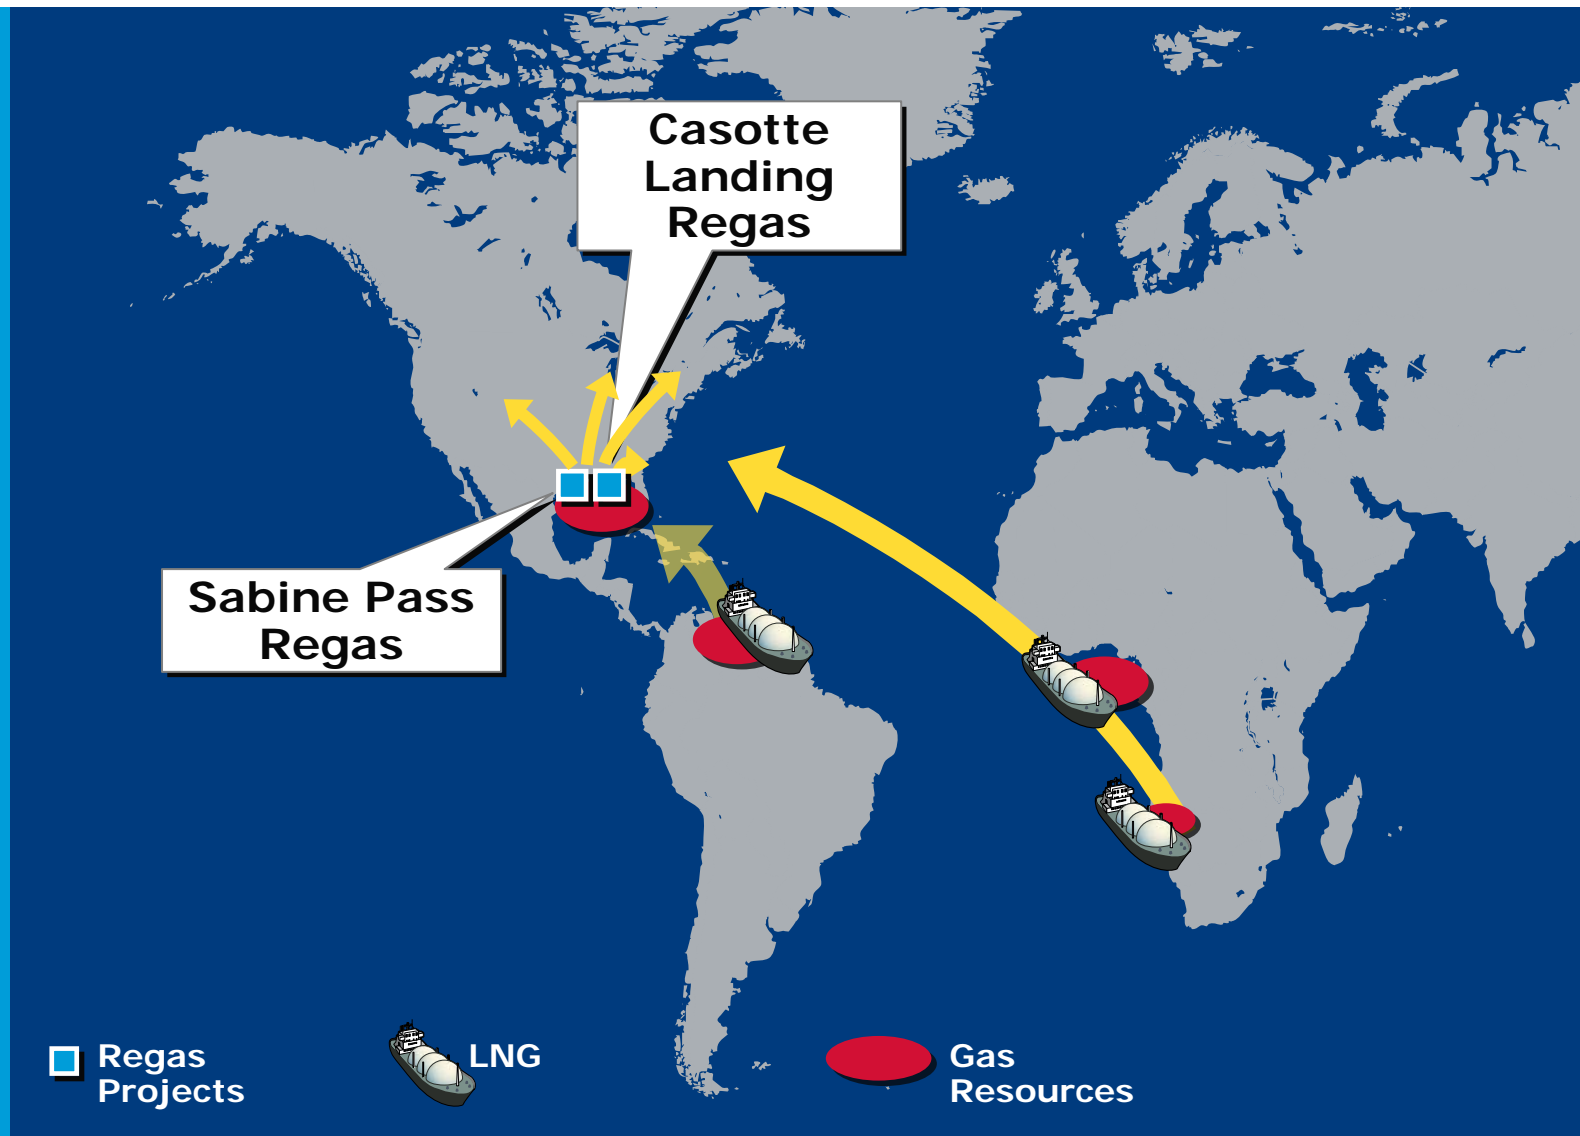 Casotte
Landing
Regas
Sabine Pass
Regas
Regas
Projects
LNG
Gas
Resources